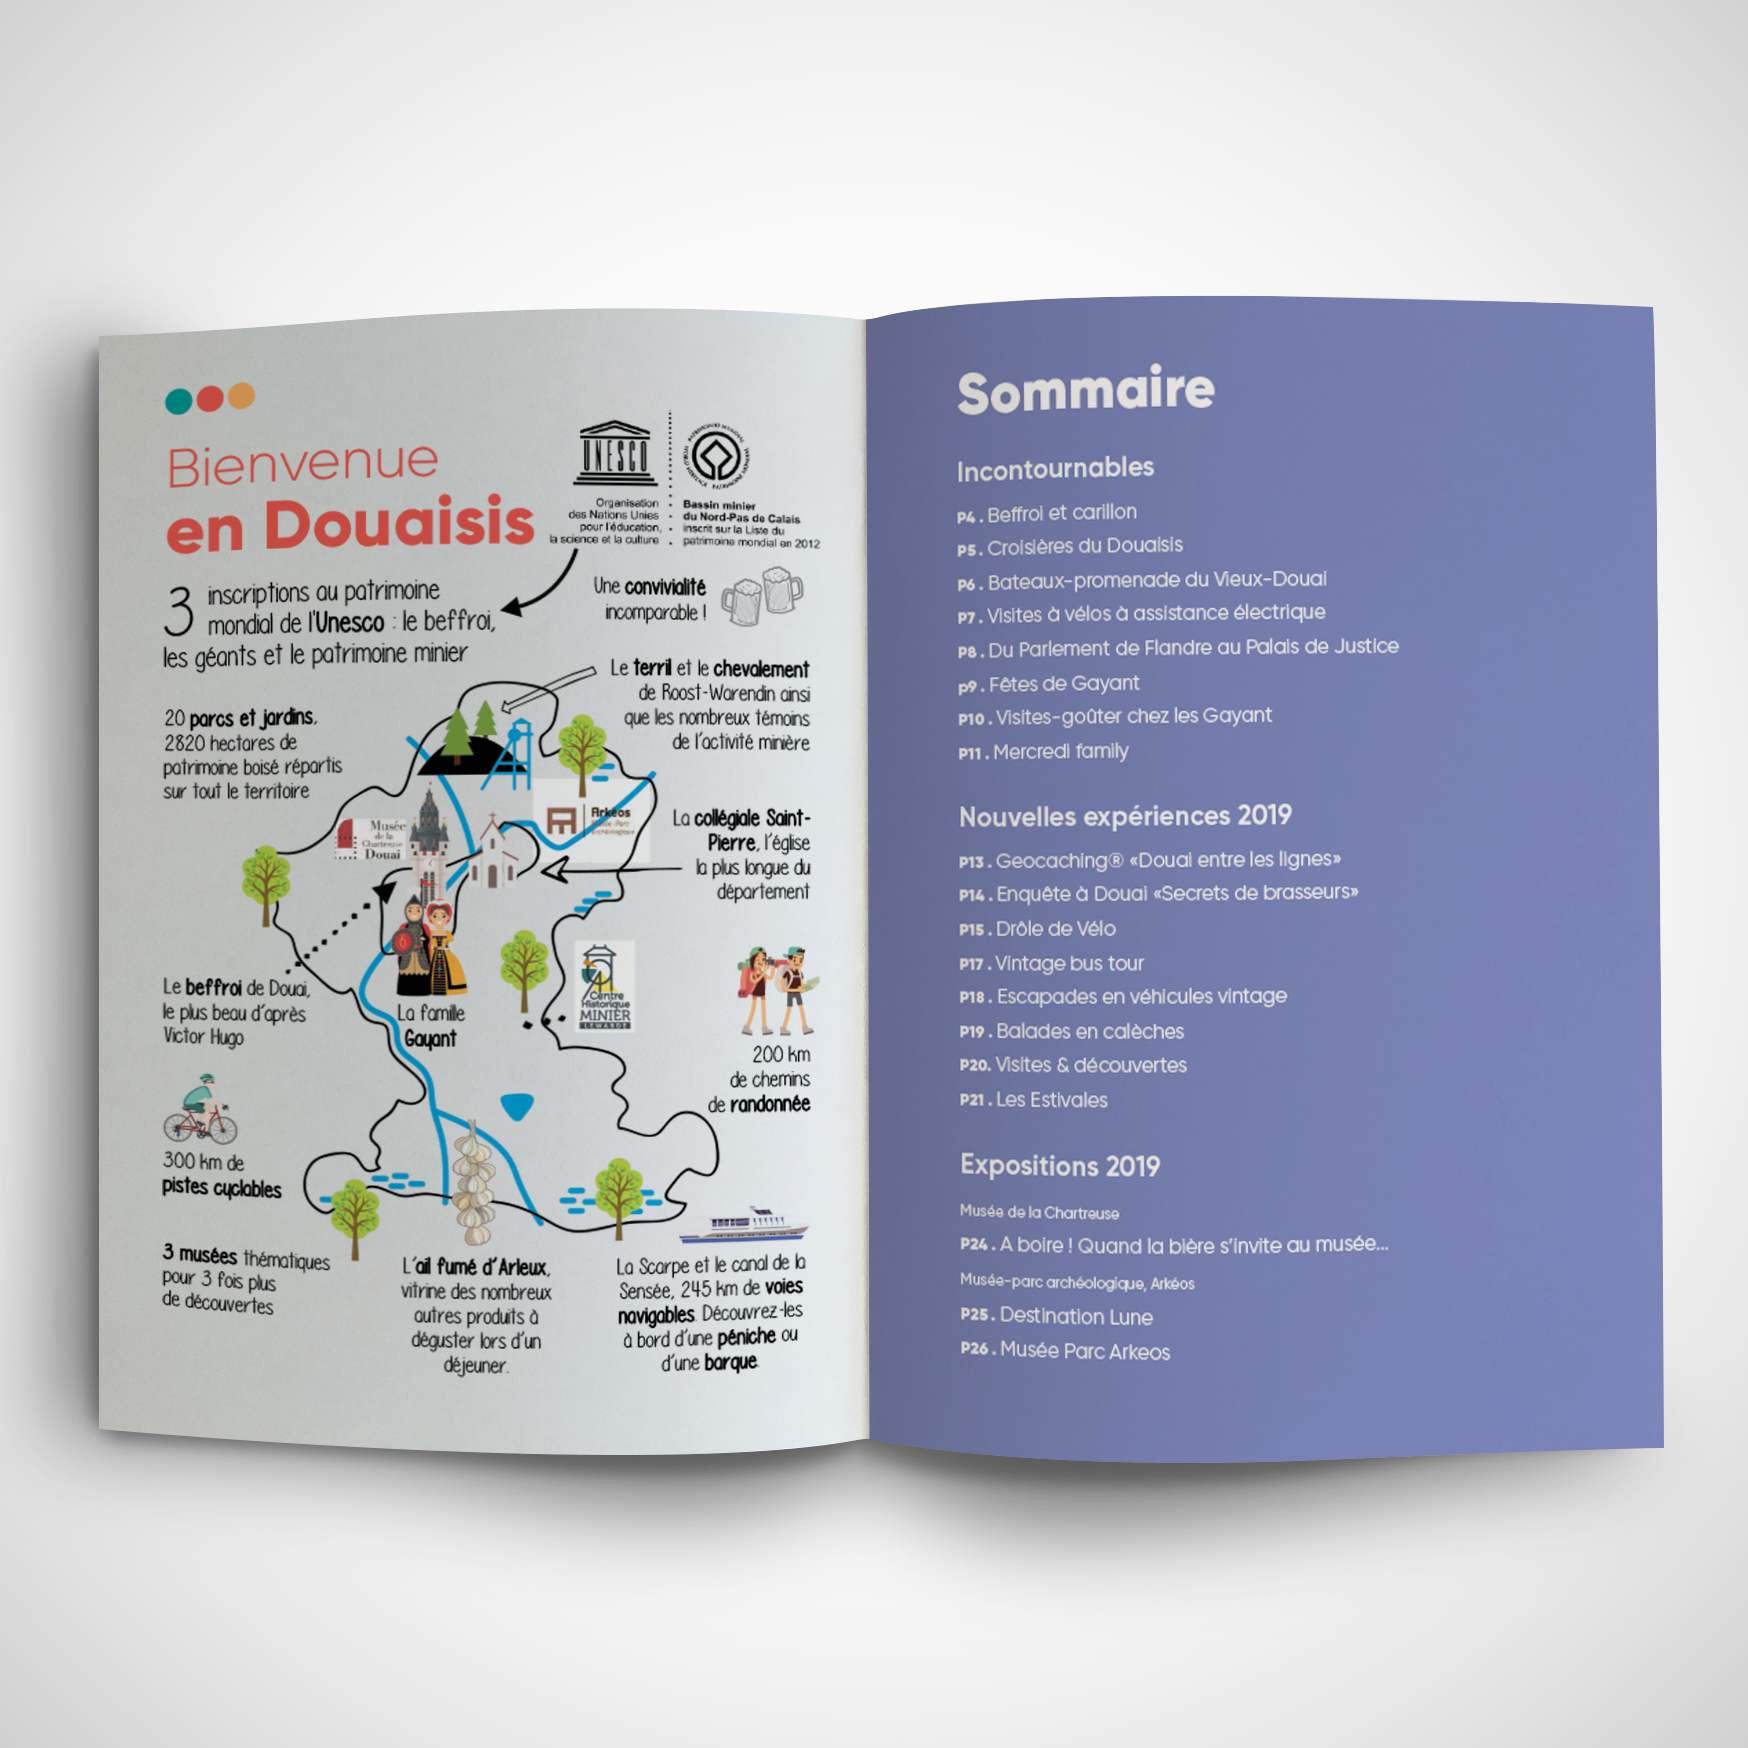 Bienvenue
en Douaisis
UNESCO
Organisation
des Nations Unies
pour l'éducation,
la science et la culture
PATRIMONIO MUNDIAL
WORLD HERITAGE
PATRIMOINE MONDIAL
Bassin minier
du Nord-Pas de Calais
inscrit sur la Liste du
patrimoine mondial en 2012
3 inscriptions au patrimoine
mondial de l'Unesco : le beffroi,
les géants et le patrimoine minier
Une convivialité
incomparable !
Le terril et le chevalement
de Roost-Warendin ainsi
que les nombreux témoins
de l'activité minière
20 parcs et jardins,
2820 hectares de
patrimoine boisé répartis
sur tout le territoire
Musée
de la
Chartreuse
Douai
Arkéos
Musée-Parc
archéologique
La collégiale Saint-
Pierre, l'église
la plus longue du
département
Le beffroi de Douai,
le plus beau d'après
Victor Hugo
La famille
Gayant
Centre
Historique
MINIER
LEWARDE
200 km
de chemins
de randonnée
300 km de
pistes cyclables
3 musées thématiques
pour 3 fois plus
de découvertes
L'ail fumé d'Arleux,
vitrine des nombreux
autres produits à
déguster lors d'un
déjeuner.
La Scarpe et le canal de la
Sensée, 245 km de voies
navigables. Découvrez-les
à bord d'une péniche ou
d'une barque.
Sommaire
Incontournables
P4. Beffroi et carillon
P5. Croisières du Douaisis
P6. Bateaux-promenade du Vieux-Douai
P7. Visites à vélos à assistance électrique
P8. Du Parlement de Flandre au Palais de Justice
p9. Fêtes de Gayant
P10. Visites-goûter chez les Gayant
P11. Mercredi family
Nouvelles expériences 2019
P13. Geocaching® «Douai entre les lignes»
P14. Enquête à Douai «Secrets de brasseurs»
P15. Drôle de Vélo
P17. Vintage bus tour
P18. Escapades en véhicules vintage
P19. Balades en calèches
P20. Visites & découvertes
P21. Les Estivales
Expositions 2019
Musée de la Chartreuse
P24. A boire ! Quand la bière s'invite au musée...
Musée-parc archéologique, Arkéos
P25. Destination Lune
P26. Musée Parc Arkeos